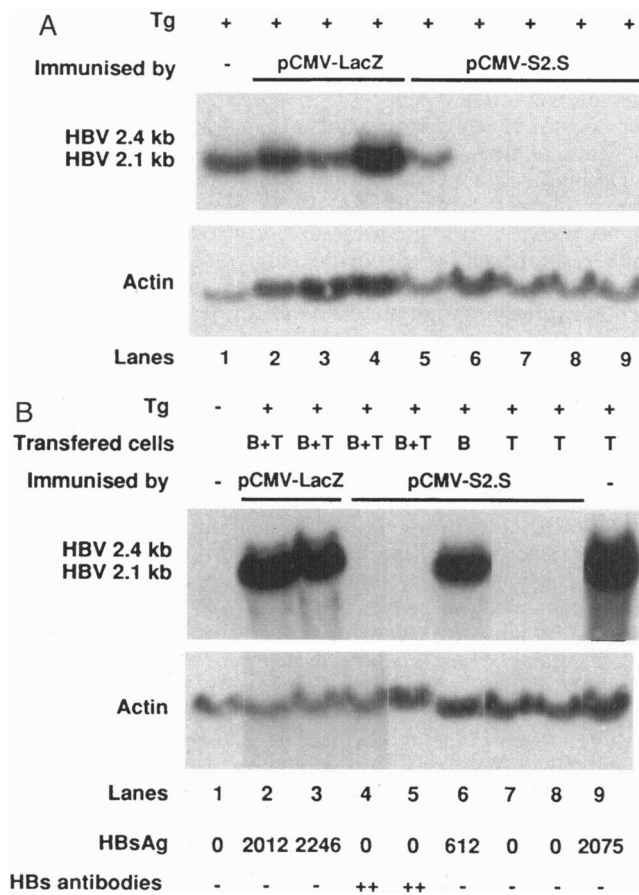 A
Tg + + + + + + + + +
Immunised by - pCMV-LacZ pCMV-S2.S
HBV 2.4 kb
HBV 2.1 kb
Actin
Lanes 1 2 3 4 5 6 7 8 9
B
Tg - + + + + + + + +
Transfered cells B+T B+T B+T B+T B T T T
Immunised by - pCMV-LacZ pCMV-S2.S -
HBV 2.4 kb
HBV 2.1 kb
Actin
Lanes 1 2 3 4 5 6 7 8 9
HBsAg 0 2012 2246 0 0 612 0 0 2075
HBs antibodies - - - ++ ++ - - - -